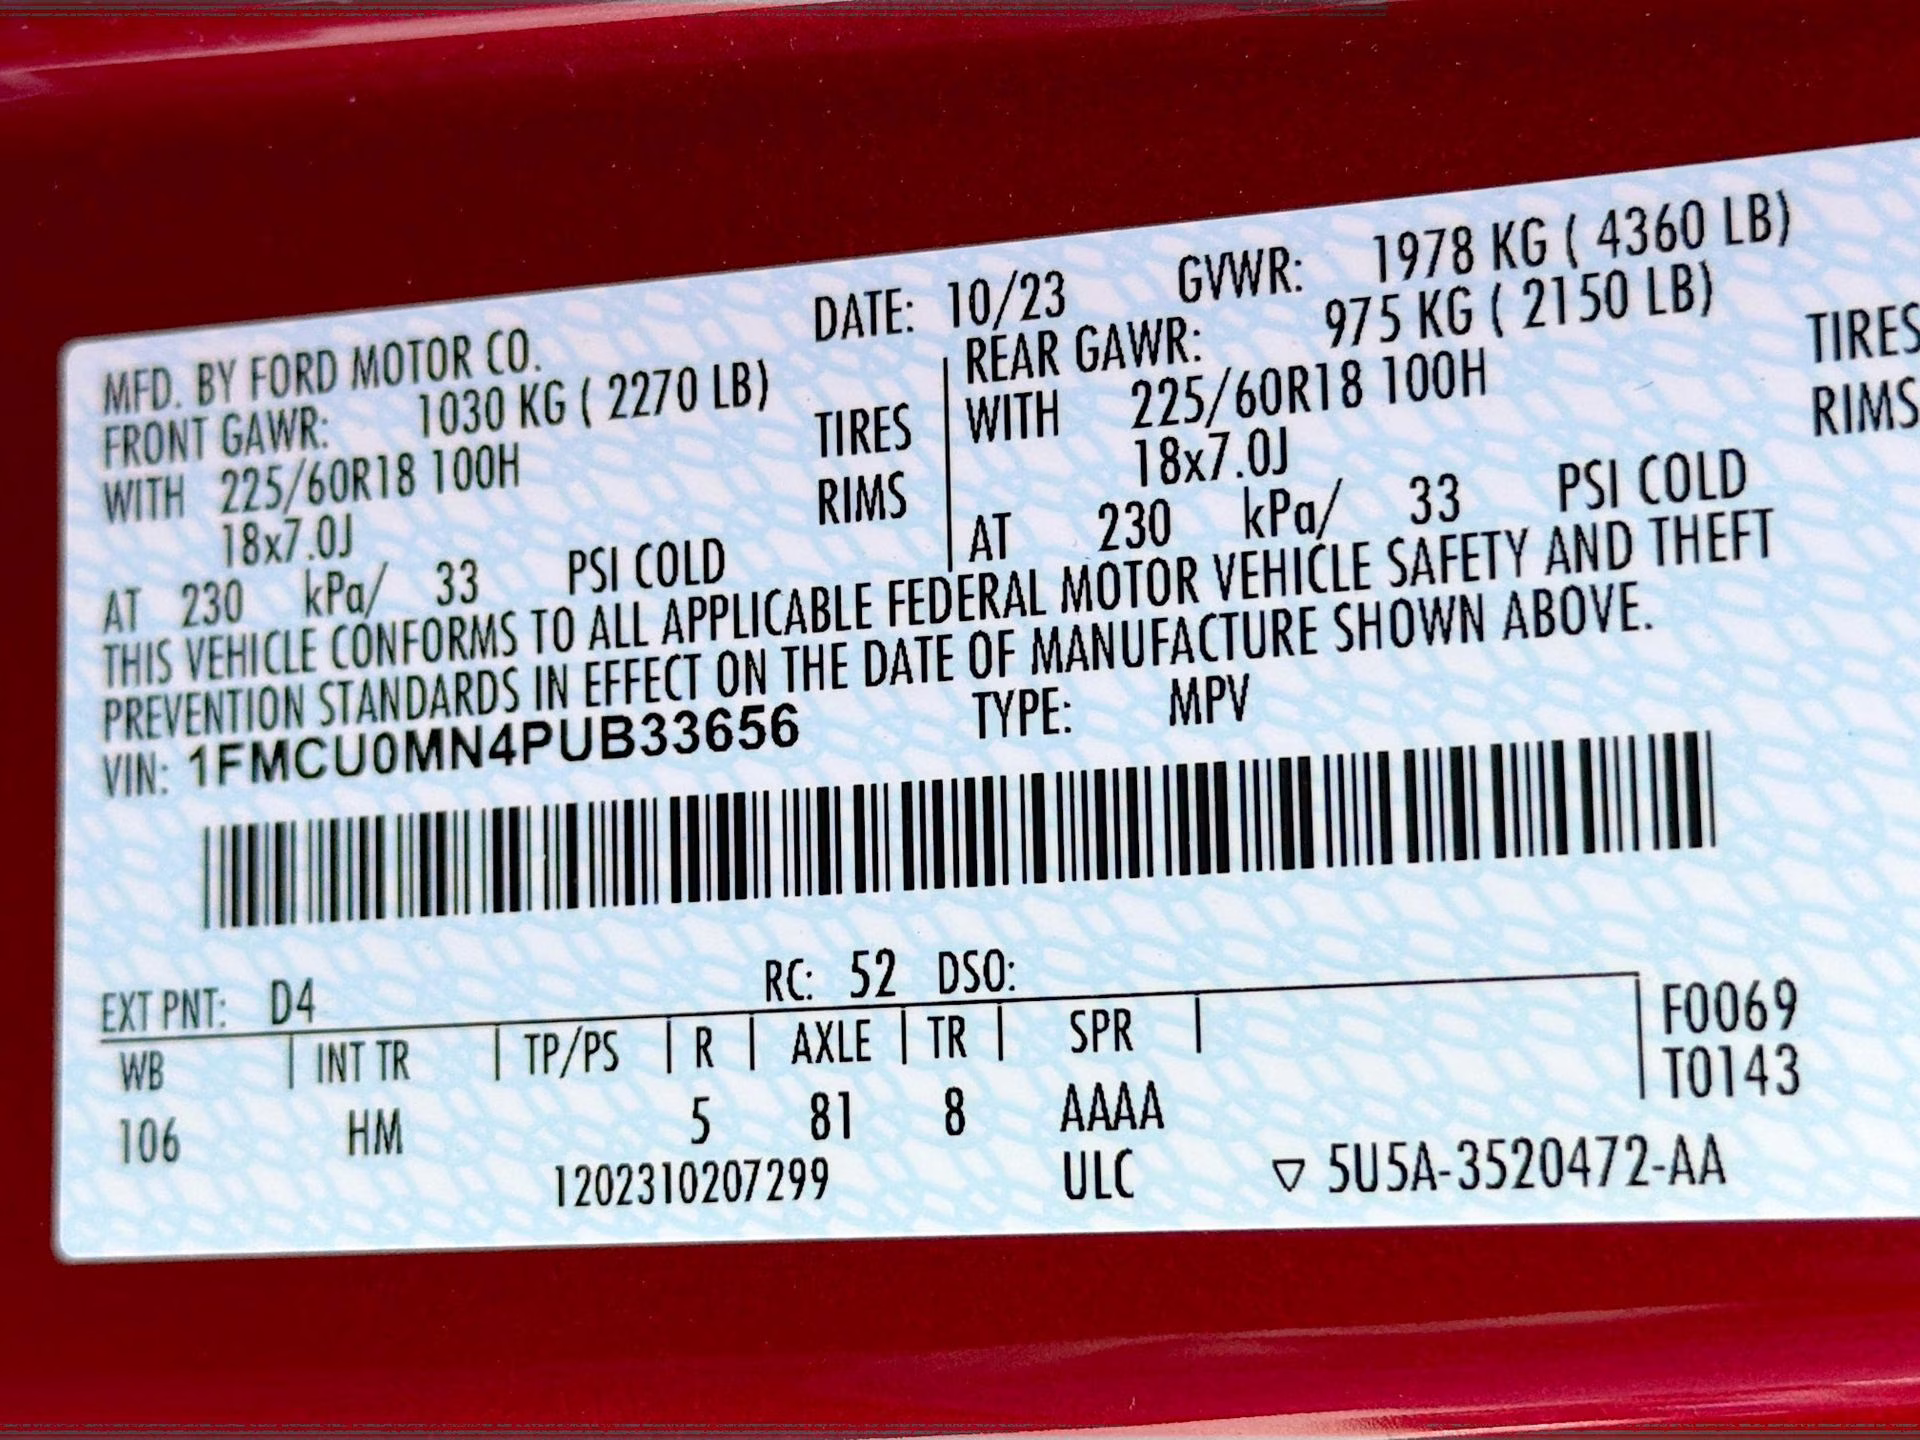 MFD. BY FORD MOTOR CO. DATE: 10/23 GVWR: 1978 KG ( 4360 LB)
FRONT GAWR: 1030 KG ( 2270 LB)
WITH 225/60R18 100H TIRES
18x7.0J RIMS
AT 230 kPa/ 33 PSI COLD
REAR GAWR: 975 KG ( 2150 LB)
WITH 225/60R18 100H TIRES
18x7.0J RIMS
AT 230 kPa/ 33 PSI COLD
THIS VEHICLE CONFORMS TO ALL APPLICABLE FEDERAL MOTOR VEHICLE SAFETY AND THEFT
PREVENTION STANDARDS IN EFFECT ON THE DATE OF MANUFACTURE SHOWN ABOVE.
VIN: 1FMCU0MN4PUB33656 TYPE: MPV
EXT PNT: D4 RC: 52 DSO:
WB | INT TR | TP/PS | R | AXLE | TR | SPR |
106 HM 5 81 8 AAAA
F0069
T0143
1202310207299 ULC ▽ 5U5A-3520472-AA